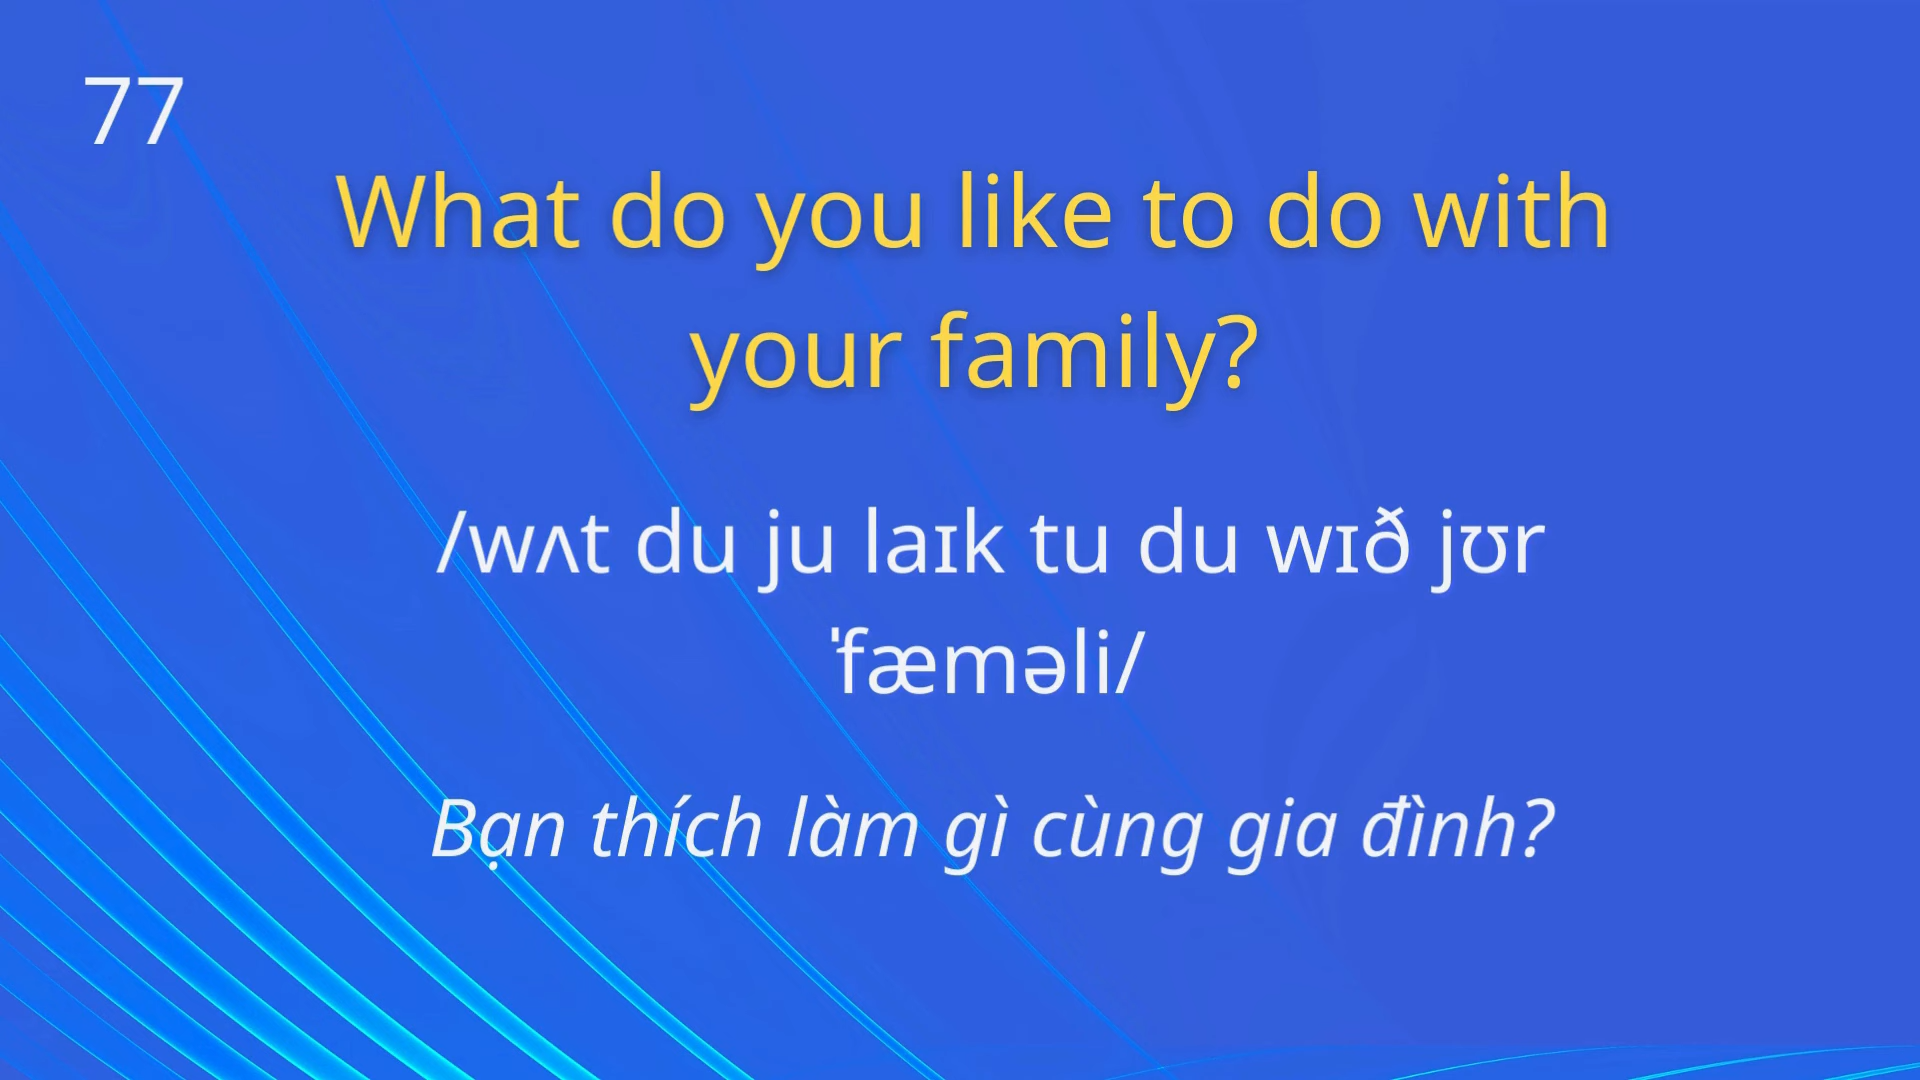 77
What do you like to do with
your family?
/wʌt du ju laɪk tu du wɪð jʊr
ˈfæməli/
Bạn thích làm gì cùng gia đình?